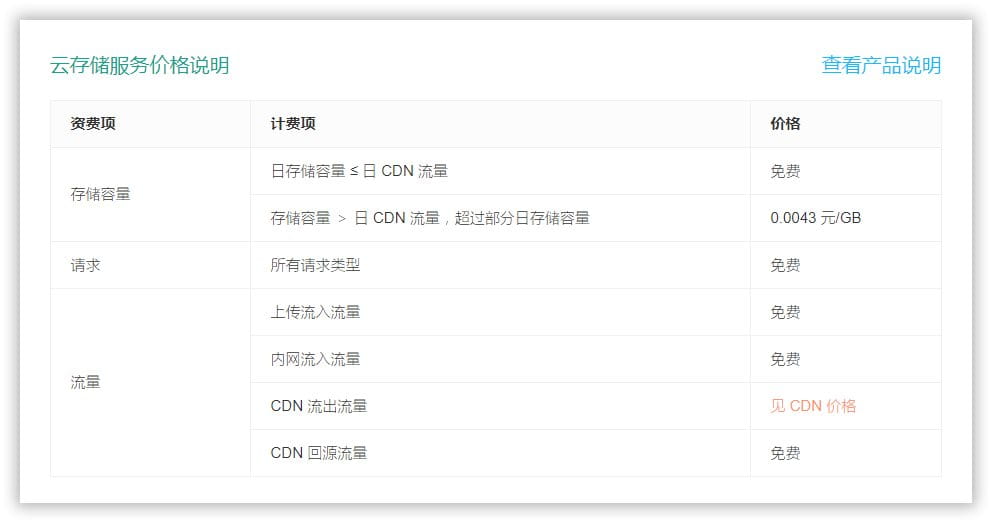 云存储服务价格说明 查看产品说明
资费项 计费项 价格
存储容量
日存储容量 ≤ 日 CDN 流量 免费
存储容量 > 日 CDN 流量，超过部分日存储容量 0.0043 元/GB
请求 所有请求类型 免费
流量
上传流入流量 免费
内网流入流量 免费
CDN 流出流量 见 CDN 价格
CDN 回源流量 免费